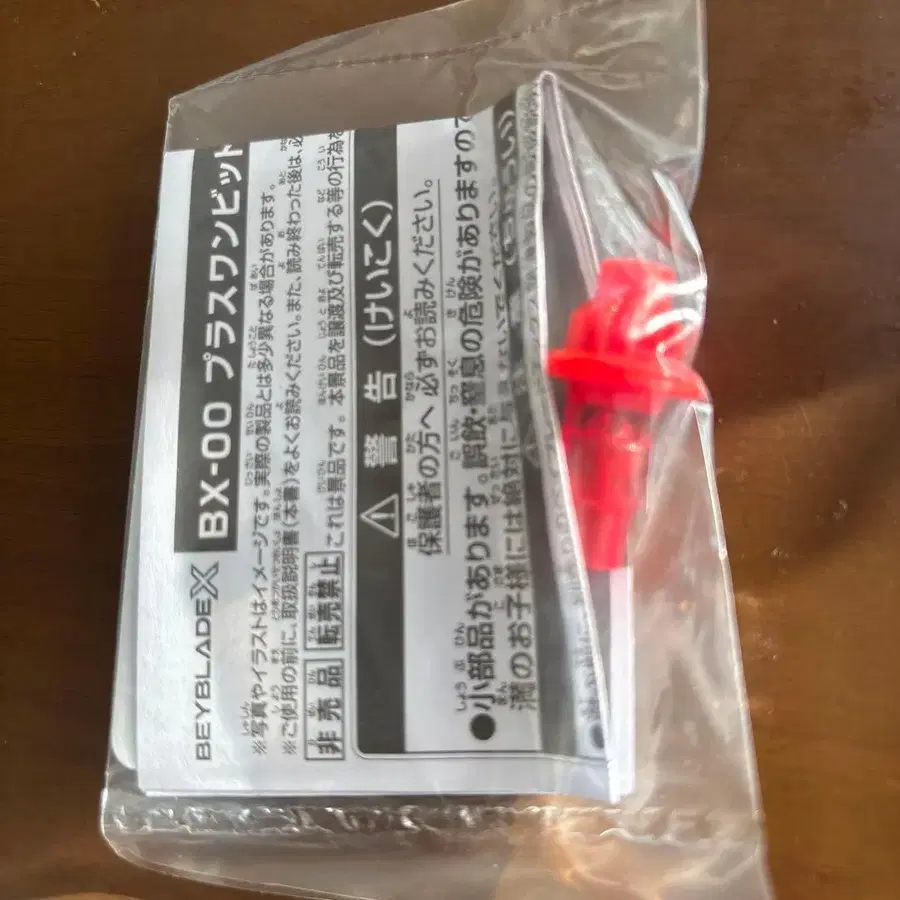 BEYBLADE X BX-00 プラスワンビット
※写真やイラストはイメージです。実際の製品とは多少異なる場合があります。
※ご使用の前に、取扱説明書(本書)をよくお読みください。また、読み終わった後は、必
非売品 転売禁止 これは景品です。本景品を譲渡及び転売する等の行為を
⚠ 警告 (けいこく)
保護者の方へ 必ずお読みください。
●小部品があります。誤飲・窒息の危険がありますので
満のお子様には絶対に